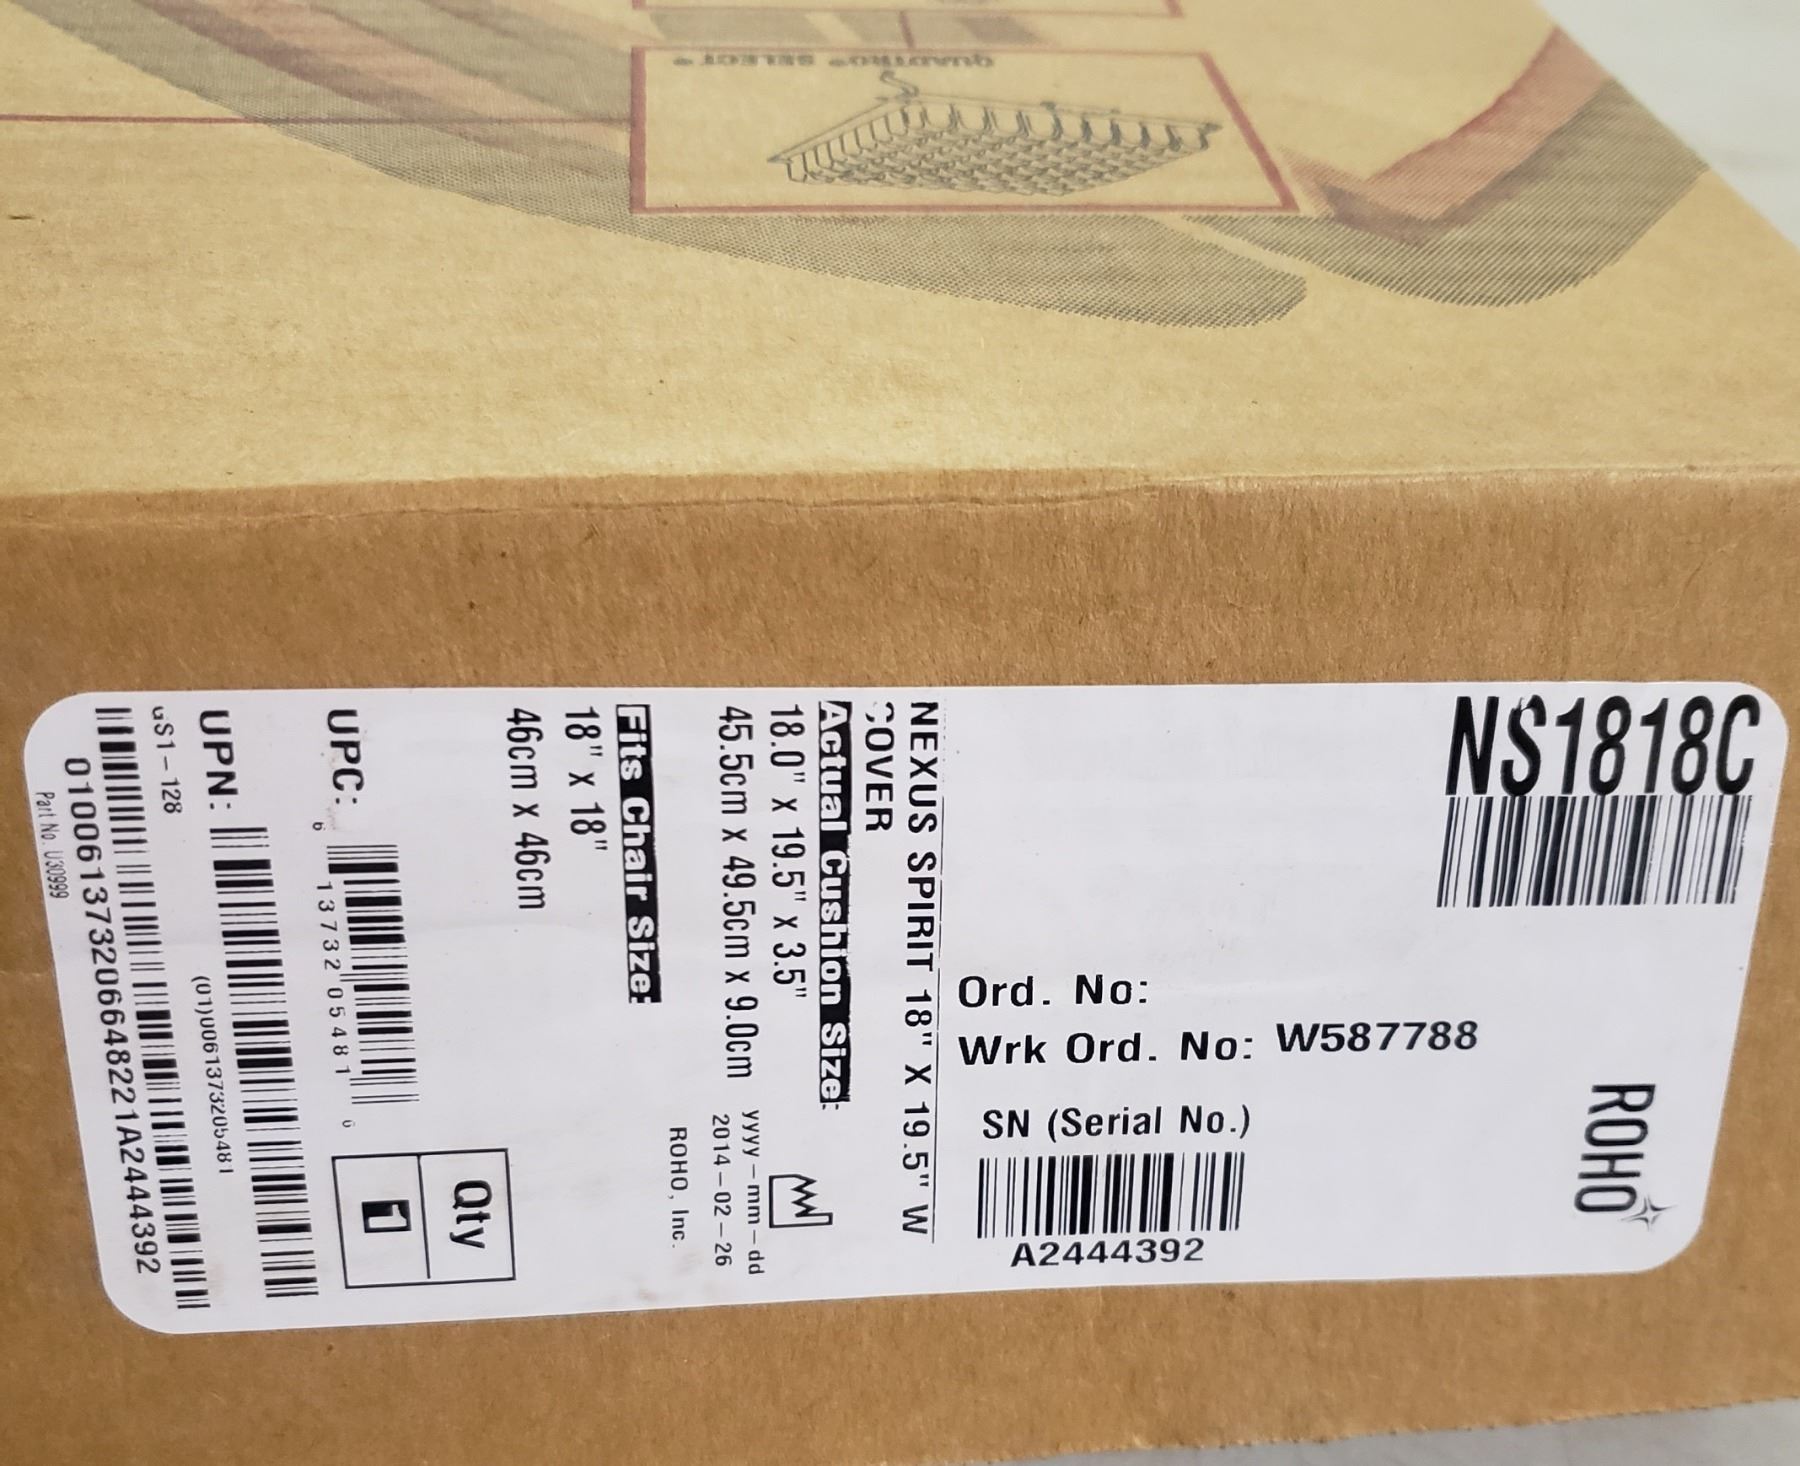 QUADTRO® SELECT®
NS1818C
ROHO
Ord. No:
Wrk Ord. No: W587788
SN (Serial No.)
A2444392
NEXUS SPIRIT 18" X 19.5" W
COVER
Actual Cushion Size:
18.0" x 19.5" x 3.5"
45.5cm x 49.5cm x 9.0cm
yyyy-mm-dd
2014-02-26
ROHO, Inc.
Fits Chair Size:
18" x 18"
46cm x 46cm
Qty
1
UPC:
6 13732 05481 6
UPN:
(01)0061373205481
GS1-128
010061373206648221A2444392
Part No. U30999